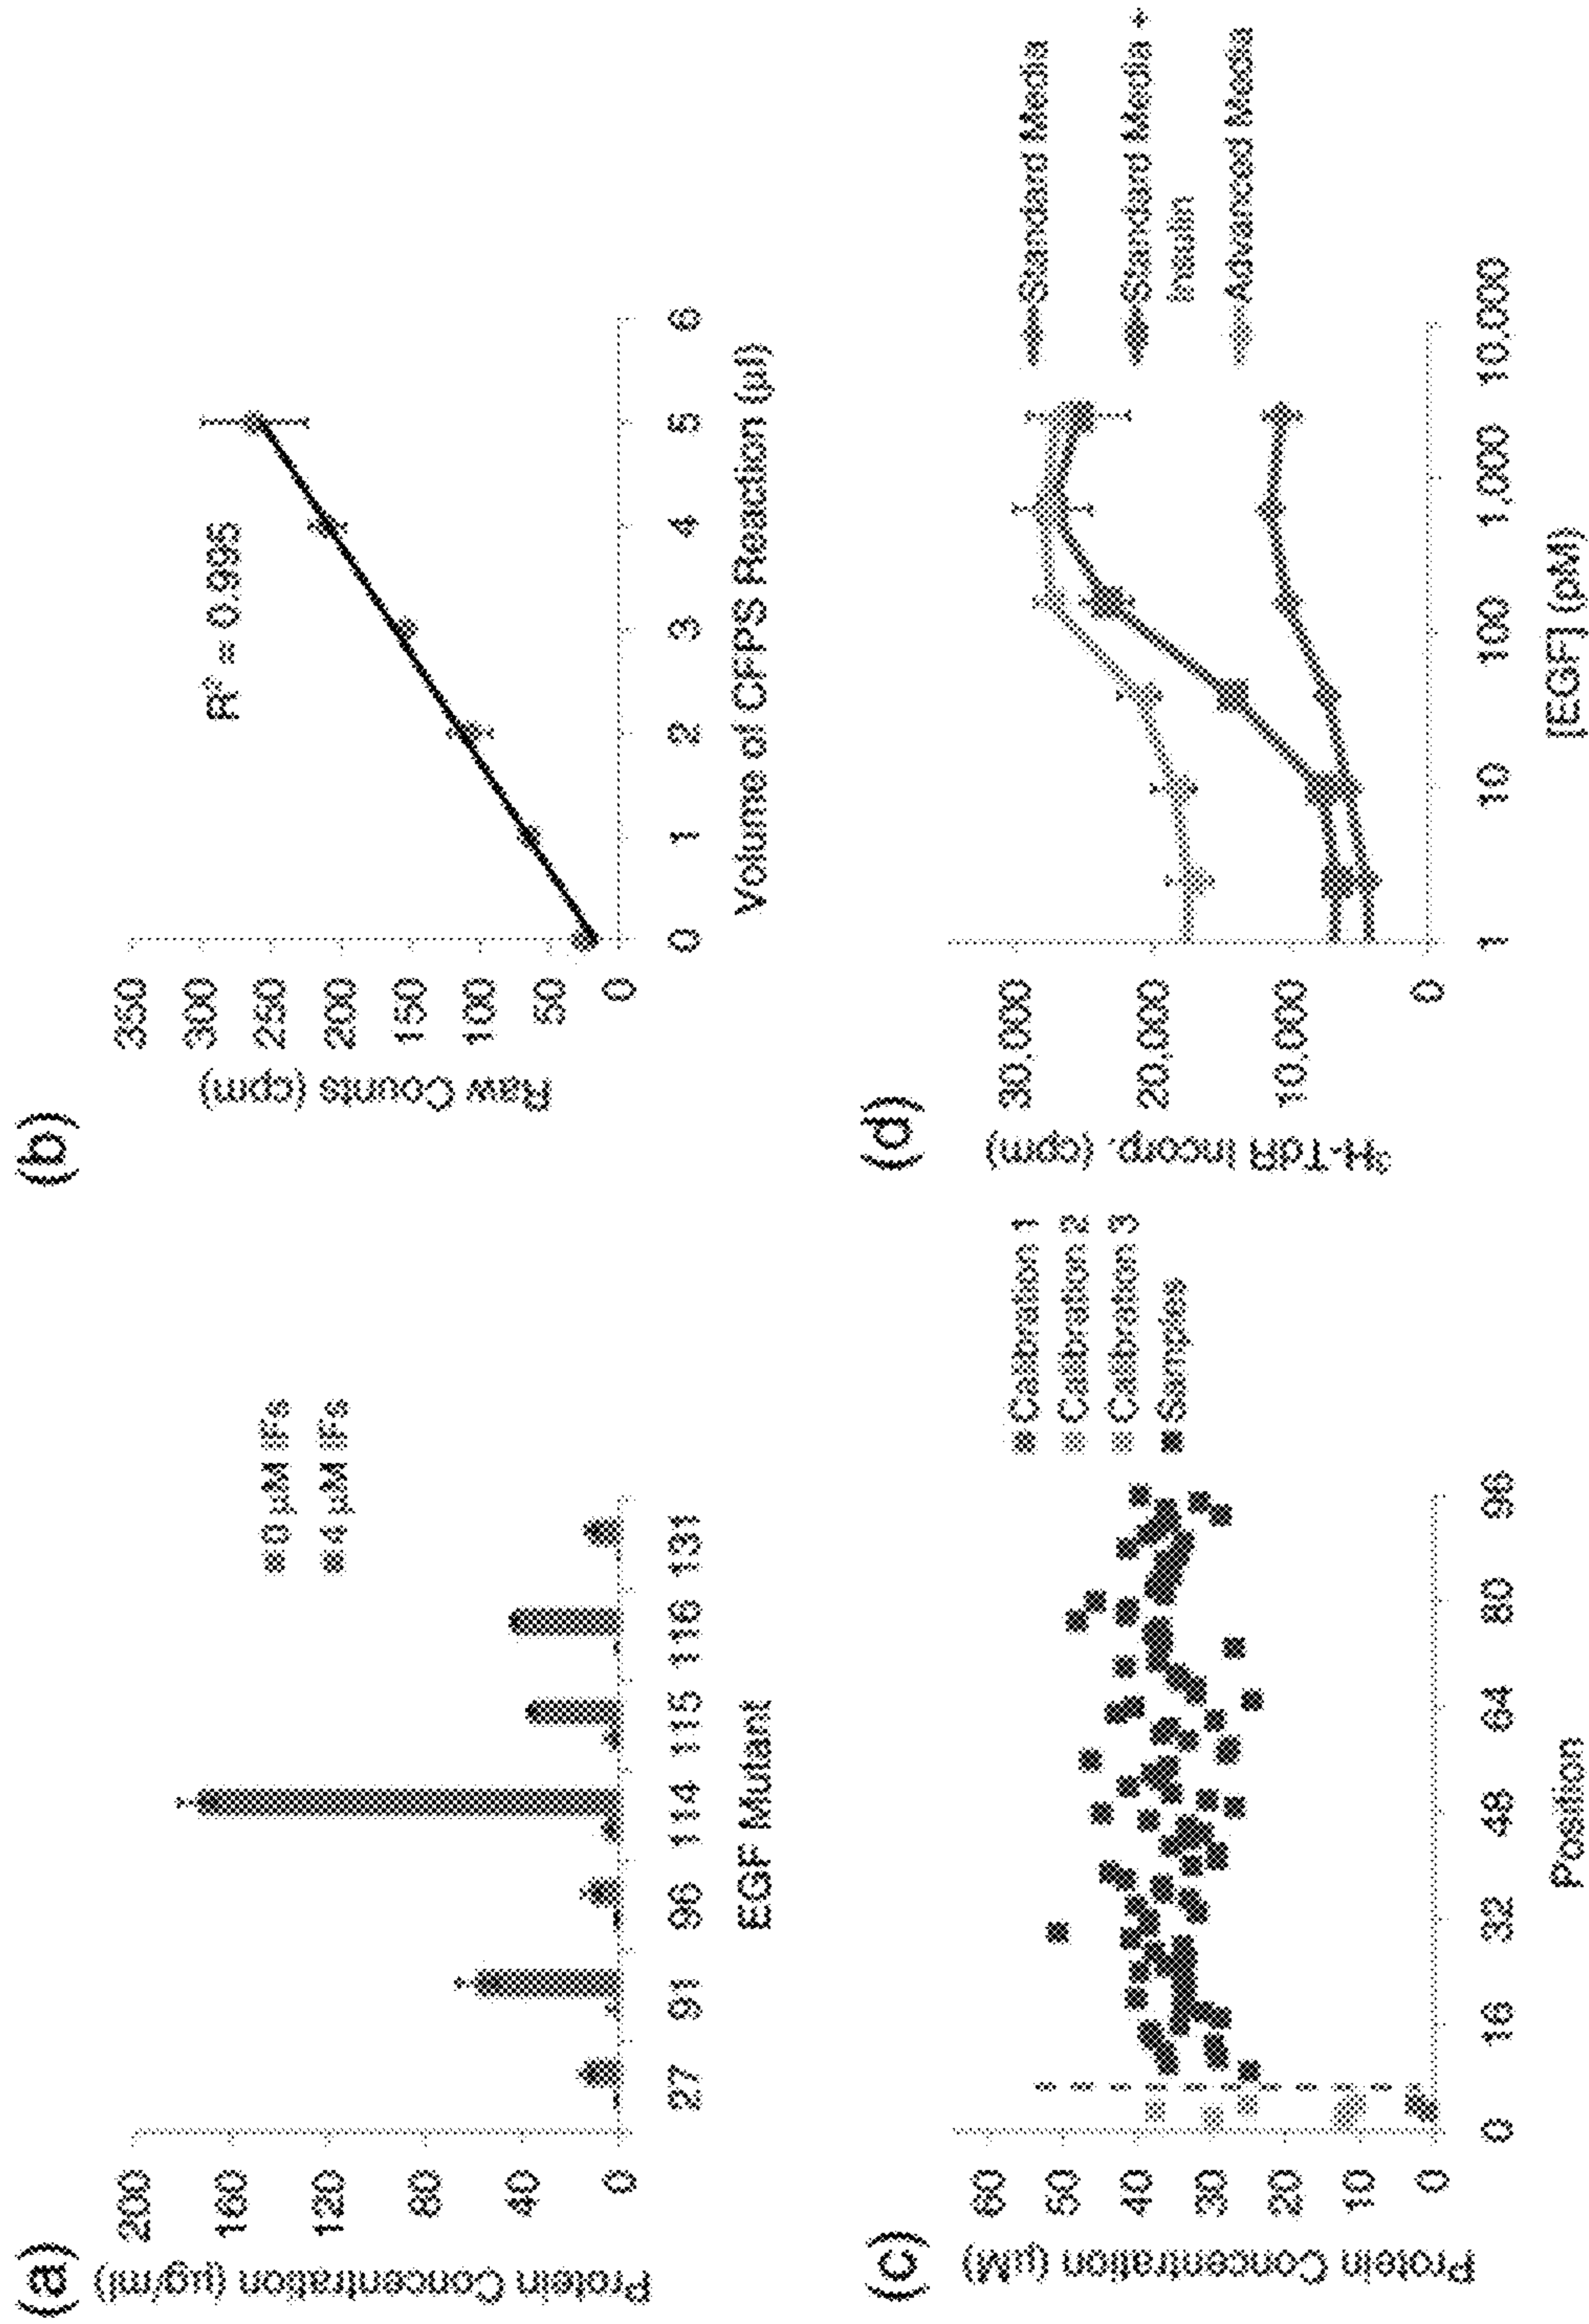 (a)
Protein Concentration (µg/ml)
200
160
120
80
40
0
27 91 96 114 115 116 131
EGF Mutant
0 µM IFs
4 µM IFs
(b)
Raw Counts (cpm)
350
300
250
200
150
100
50
0
R² = 0.995
0 1 2 3 4 5 6
Volume of CFPS Reaction (µl)
(c)
Protein Concentration (µM)
60
50
40
30
20
10
0
0 16 32 48 64 80 96
Position
Calibration 1
Calibration 2
Calibration 3
Samples
(d)
³H-TdR incorp. (cpm)
30,000
20,000
10,000
0
1 10 100 1,000 10,000
[EGF] (pM)
Standard Media
Standard Media +
Insulin
Advanced Media